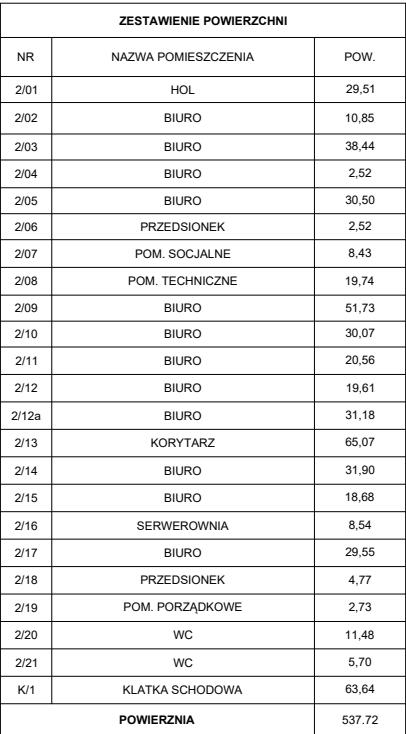 ZESTAWIENIE POWIERZCHNI
NR NAZWA POMIESZCZENIA POW.
2/01 HOL 29,51
2/02 BIURO 10,85
2/03 BIURO 38,44
2/04 BIURO 2,52
2/05 BIURO 30,50
2/06 PRZEDSIONEK 2,52
2/07 POM. SOCJALNE 8,43
2/08 POM. TECHNICZNE 19,74
2/09 BIURO 51,73
2/10 BIURO 30,07
2/11 BIURO 20,56
2/12 BIURO 19,61
2/12a BIURO 31,18
2/13 KORYTARZ 65,07
2/14 BIURO 31,90
2/15 BIURO 18,68
2/16 SERWEROWNIA 8,54
2/17 BIURO 29,55
2/18 PRZEDSIONEK 4,77
2/19 POM. PORZĄDKOWE 2,73
2/20 WC 11,48
2/21 WC 5,70
K/1 KLATKA SCHODOWA 63,64
POWIERZNIA 537.72